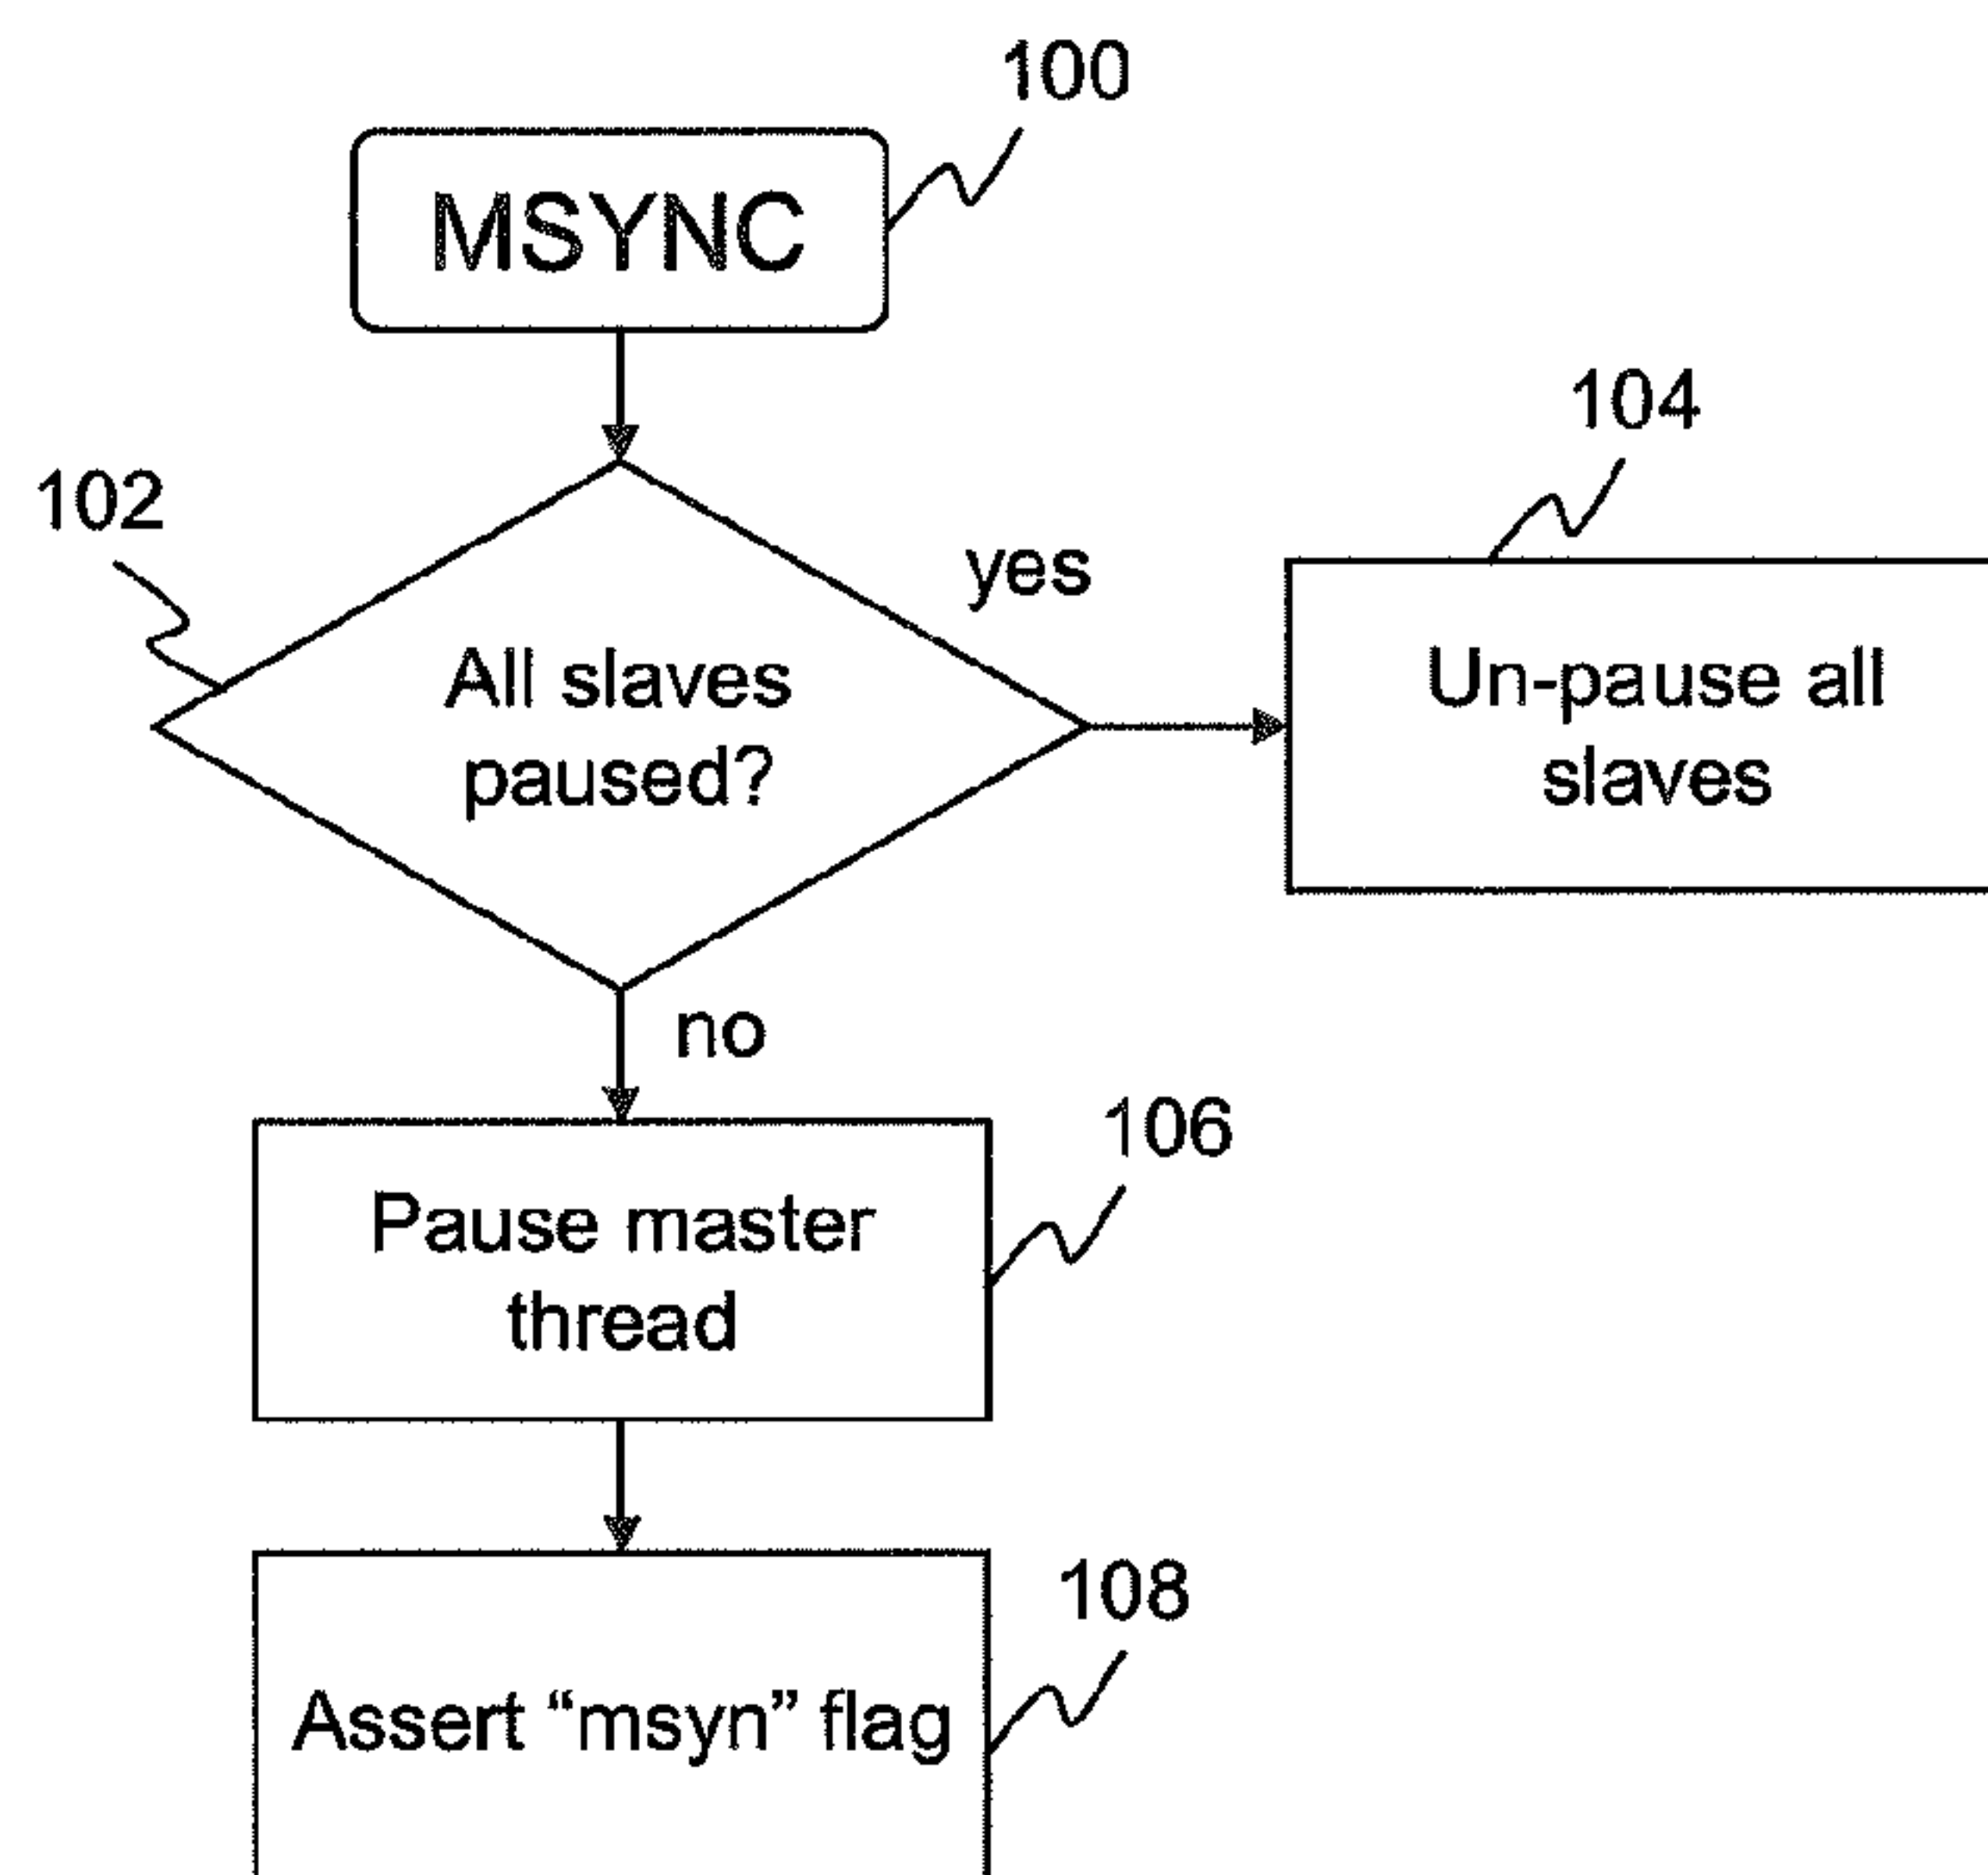 100
MSYNC
104
102
yes
All slaves
paused?
Un-pause all
slaves
no
106
Pause master
thread
108
Assert “msyn” flag